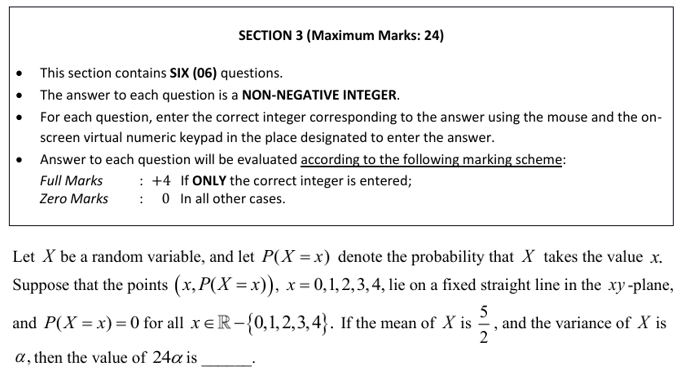 SECTION 3 (Maximum Marks: 24)
• This section contains SIX (06) questions.
• The answer to each question is a NON-NEGATIVE INTEGER.
• For each question, enter the correct integer corresponding to the answer using the mouse and the on-
screen virtual numeric keypad in the place designated to enter the answer.
• Answer to each question will be evaluated according to the following marking scheme:
Full Marks : +4 If ONLY the correct integer is entered;
Zero Marks : 0 In all other cases.
Let X be a random variable, and let P(X = x) denote the probability that X takes the value x.
Suppose that the points (x, P(X = x)), x = 0,1,2,3,4, lie on a fixed straight line in the xy-plane,
and P(X = x) = 0 for all x ∈ ℝ − {0,1,2,3,4}. If the mean of X is 5/2, and the variance of X is
α, then the value of 24α is ______.